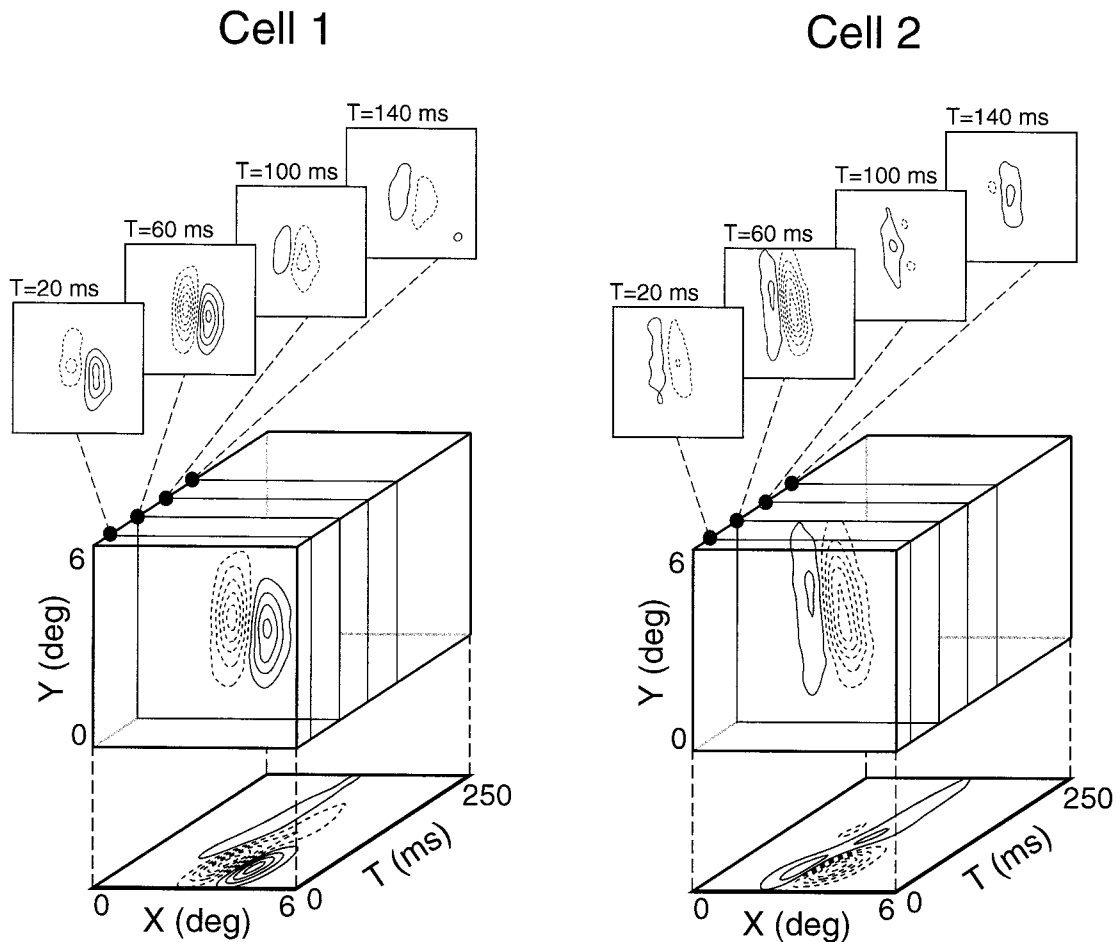 Cell 1
Cell 2
T=140 ms
T=100 ms
T=60 ms
T=20 ms
T=140 ms
T=100 ms
T=60 ms
T=20 ms
6
Y (deg)
0
6
Y (deg)
0
250
T (ms)
0
X (deg)
6 0
250
T (ms)
0
X (deg)
6 0